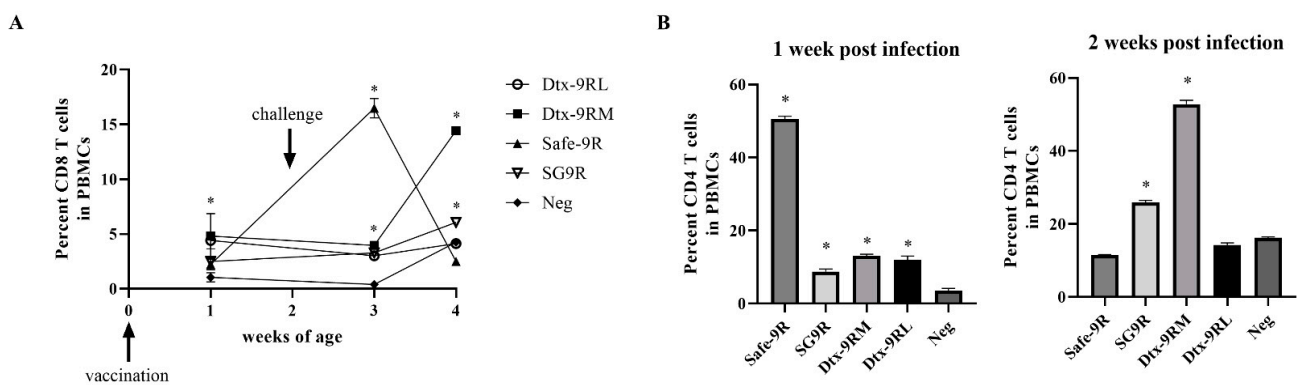 A
Percent CD8 T cells
in PBMCs
20
15
10
5
0
challenge
*
*
*
*
*
0
1
2
3
4
weeks of age
vaccination
Dtx-9RL
Dtx-9RM
Safe-9R
SG9R
Neg
B
1 week post infection
Percent CD4 T cells
in PBMCs
60
40
20
0
*
*
*
*
Safe-9R
SG9R
Dtx-9RM
Dtx-9RL
Neg
2 weeks post infection
Percent CD4 T cells
in PBMCs
60
40
20
0
*
*
Safe-9R
SG9R
Dtx-9RM
Dtx-9RL
Neg